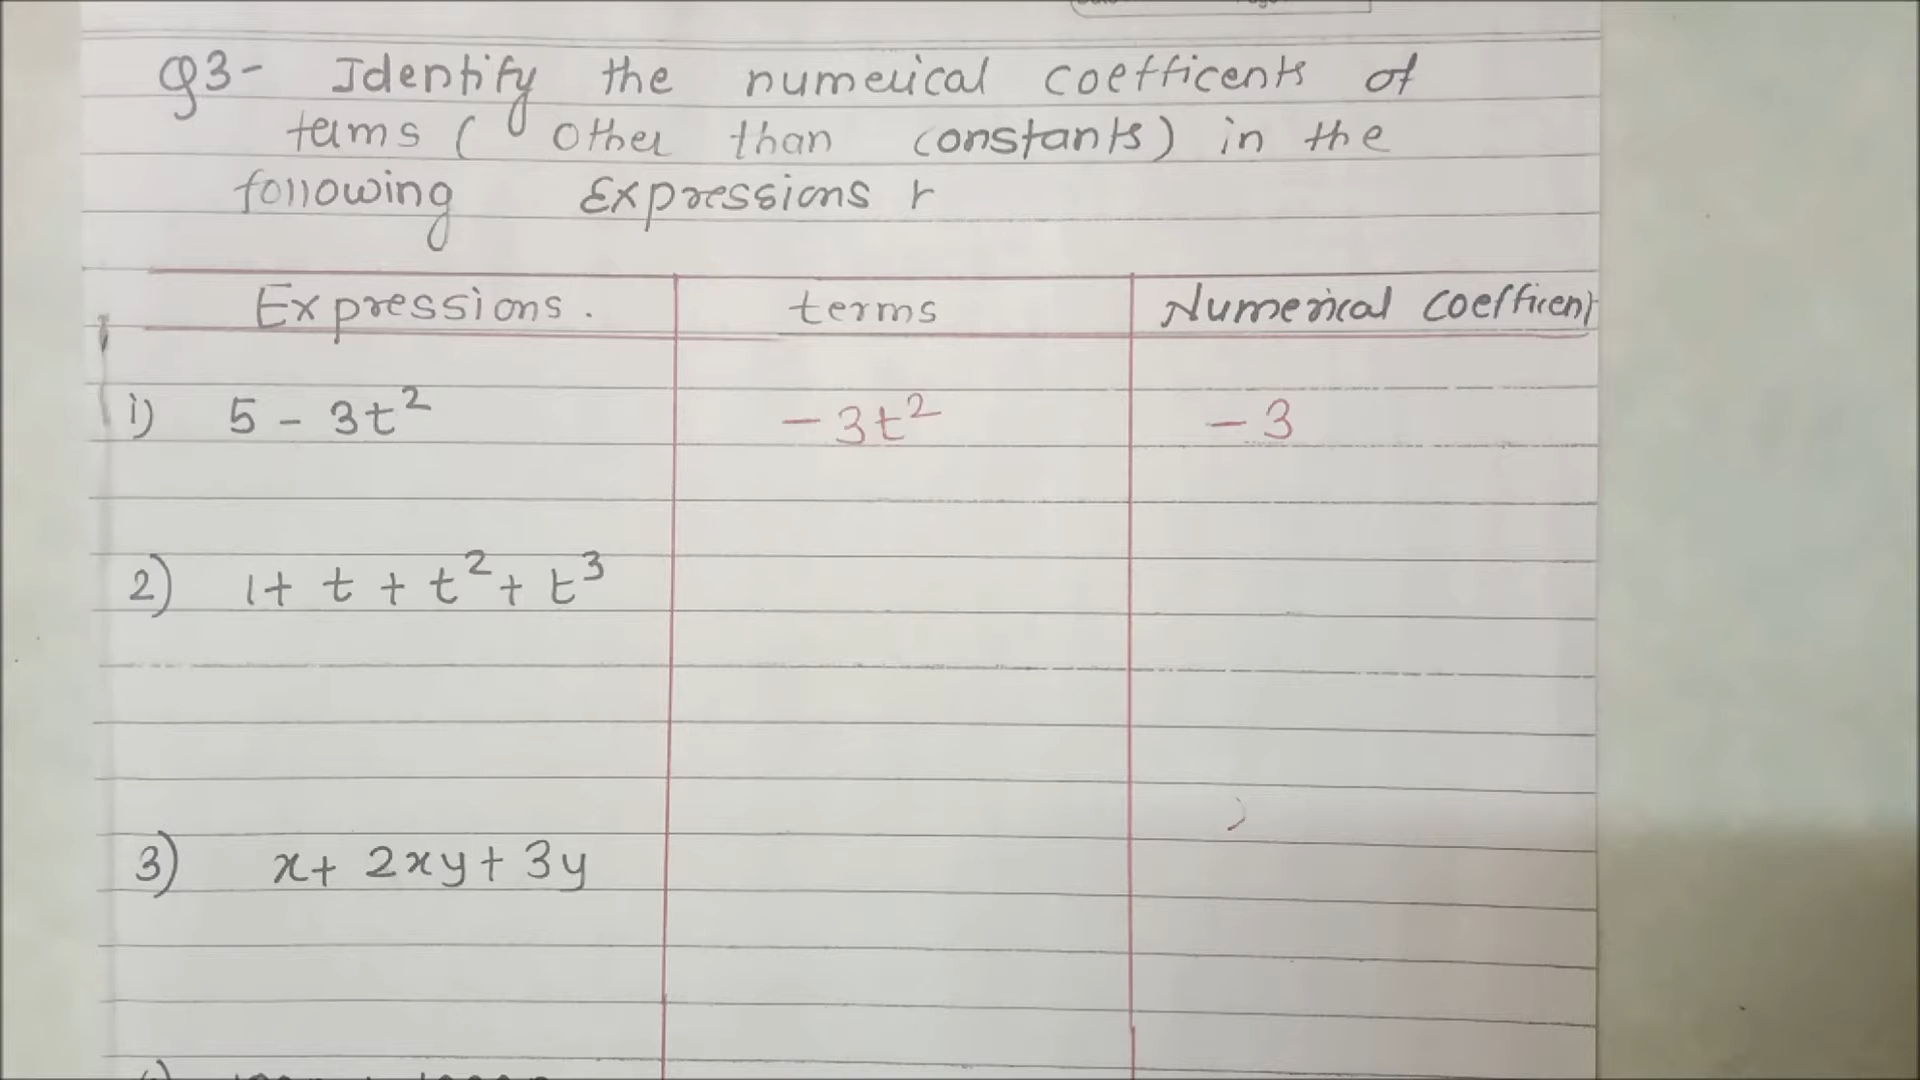 Q3- Identify the numerical coefficents of
terms ( Other than constants) in the
following Expressions
Expressions. terms Numerical Coefficent
i) 5 - 3t² -3t² -3
2) 1+ t + t² + t³
3) x+ 2xy+ 3y